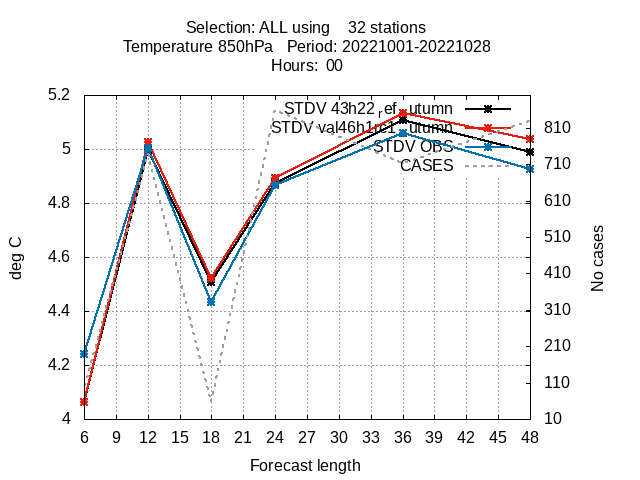 Selection: ALL using 32 stations
Temperature 850hPa Period: 20221001-20221028
Hours: 00
STDV 43h22
STDV
STDV OBS
CASES
5.2
5
4.8
4.6
4.4
4.2
4
810
710
610
510
410
310
210
110
10
deg C
No cases
6 9 12 15 18 21 24 27 30 33 36 39 42 45 48
Forecast length